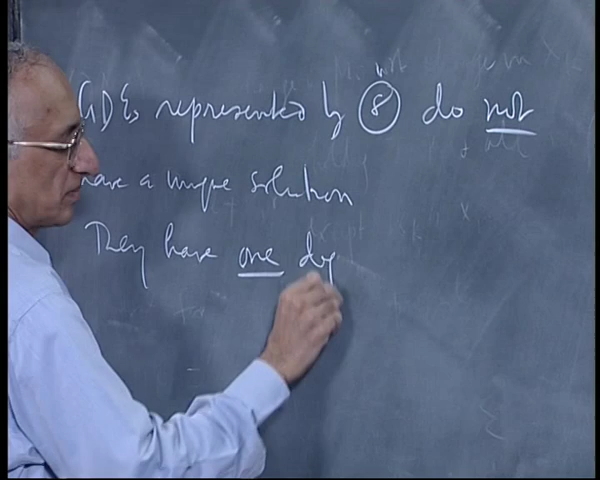 GDEs represented by 8 do not
have a unique solution
They have one deg